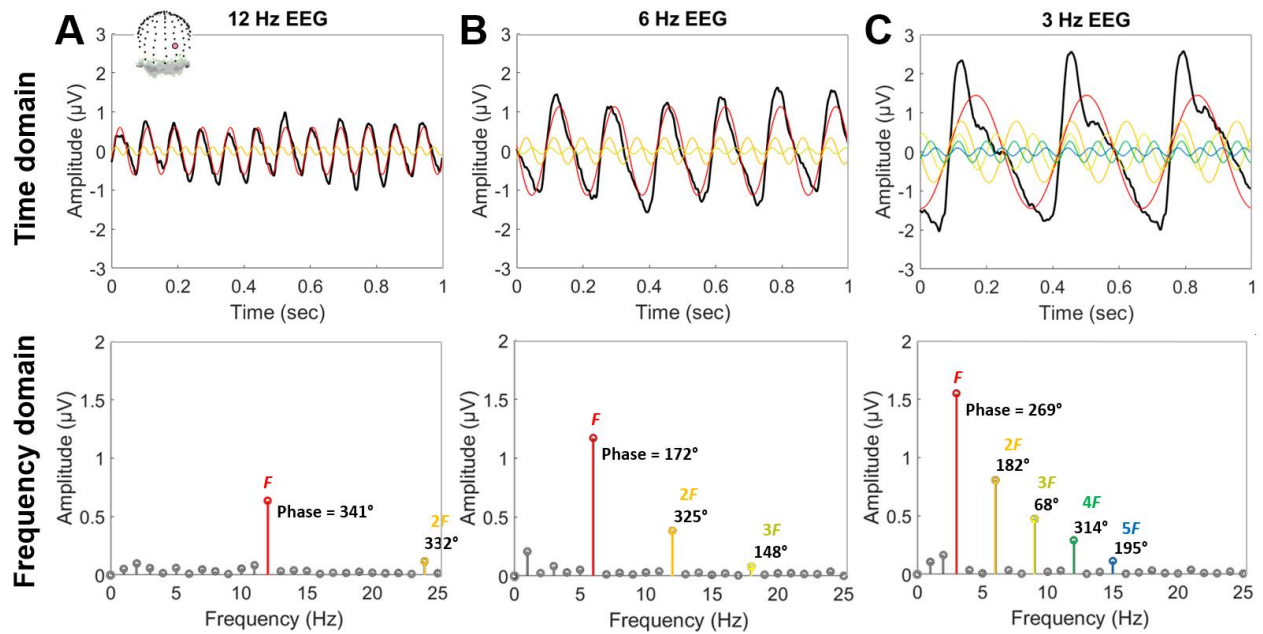 A
12 Hz EEG
B
6 Hz EEG
C
3 Hz EEG
Time domain
Amplitude (μV)
3
2
1
0
-1
-2
-3
0
0.2
0.4
0.6
0.8
1
Time (sec)
Amplitude (μV)
3
2
1
0
-1
-2
-3
0
0.2
0.4
0.6
0.8
1
Time (sec)
Amplitude (μV)
3
2
1
0
-1
-2
-3
0
0.2
0.4
0.6
0.8
1
Time (sec)
Frequency domain
Amplitude (μV)
2
1.5
1
0.5
0
F
Phase = 341°
2F
332°
0
5
10
15
20
25
Frequency (Hz)
Amplitude (μV)
2
1.5
1
0.5
0
F
Phase = 172°
2F
325°
3F
148°
0
5
10
15
20
25
Frequency (Hz)
Amplitude (μV)
2
1.5
1
0.5
0
F
Phase = 269°
2F
182°
3F
68°
4F
314°
5F
195°
0
5
10
15
20
25
Frequency (Hz)